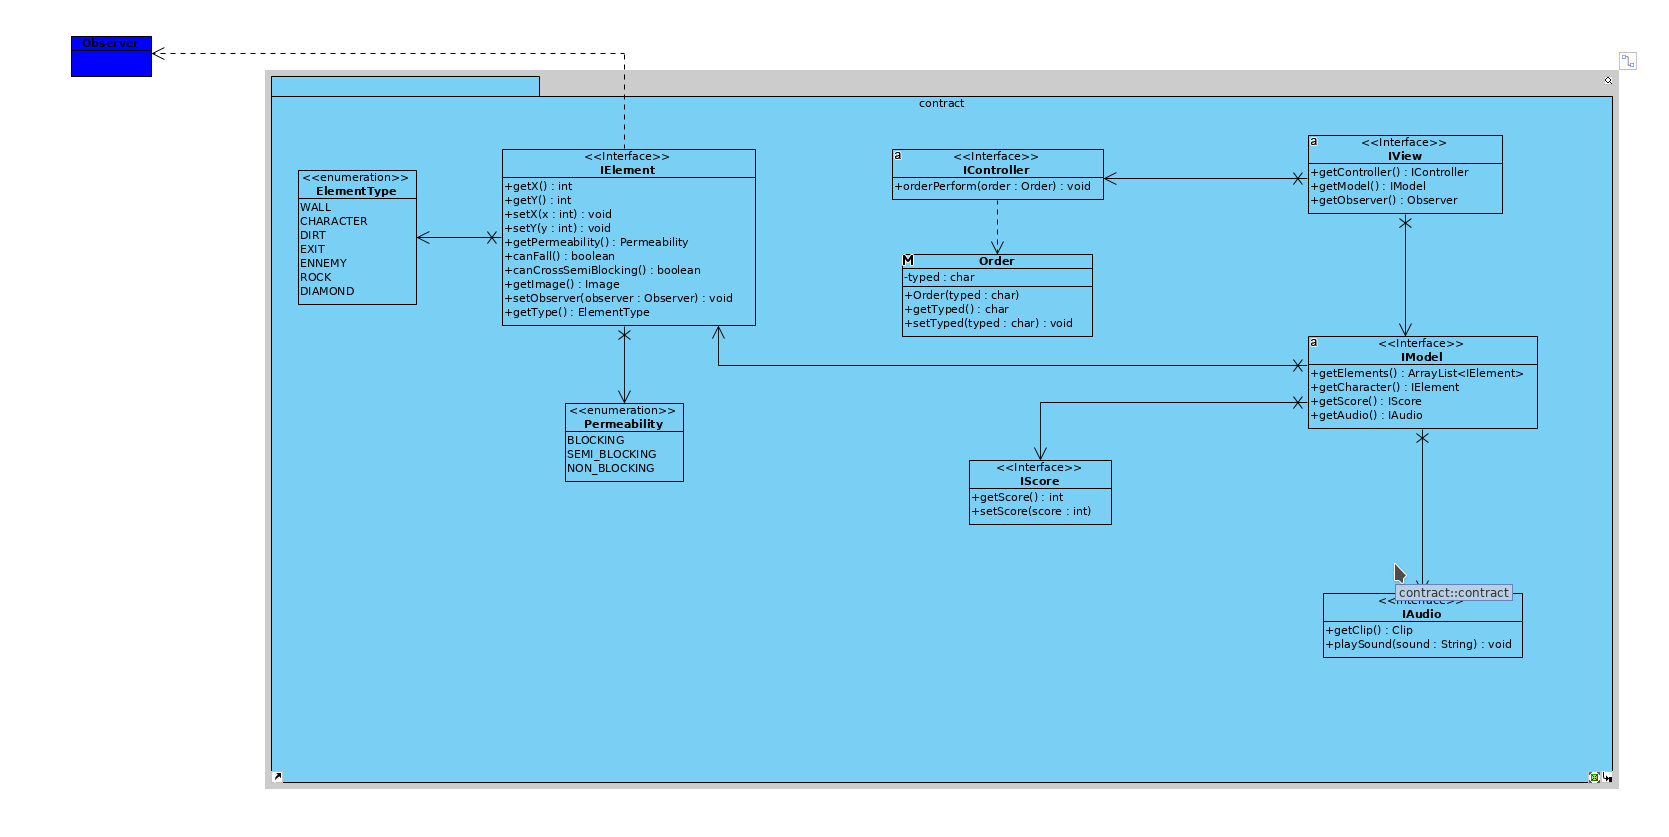 Observer
contract
<<enumeration>>
ElementType
WALL
CHARACTER
DIRT
EXIT
ENNEMY
ROCK
DIAMOND
<<Interface>>
IElement
+getX() : int
+getY() : int
+setX(x : int) : void
+setY(y : int) : void
+getPermeability() : Permeability
+canFall() : boolean
+canCrossSemiBlocking() : boolean
+getImage() : Image
+setObserver(observer : Observer) : void
+getType() : ElementType
<<enumeration>>
Permeability
BLOCKING
SEMI_BLOCKING
NON_BLOCKING
a
<<Interface>>
IController
+orderPerform(order : Order) : void
M
Order
-typed : char
+Order(typed : char)
+getTyped() : char
+setTyped(typed : char) : void
a
<<Interface>>
IView
+getController() : IController
+getModel() : IModel
+getObserver() : Observer
a
<<Interface>>
IModel
+getElements() : ArrayList<IElement>
+getCharacter() : IElement
+getScore() : IScore
+getAudio() : IAudio
<<Interface>>
IScore
+getScore() : int
+setScore(score : int)
contract::contract
<<Interface>>
IAudio
+getClip() : Clip
+playSound(sound : String) : void